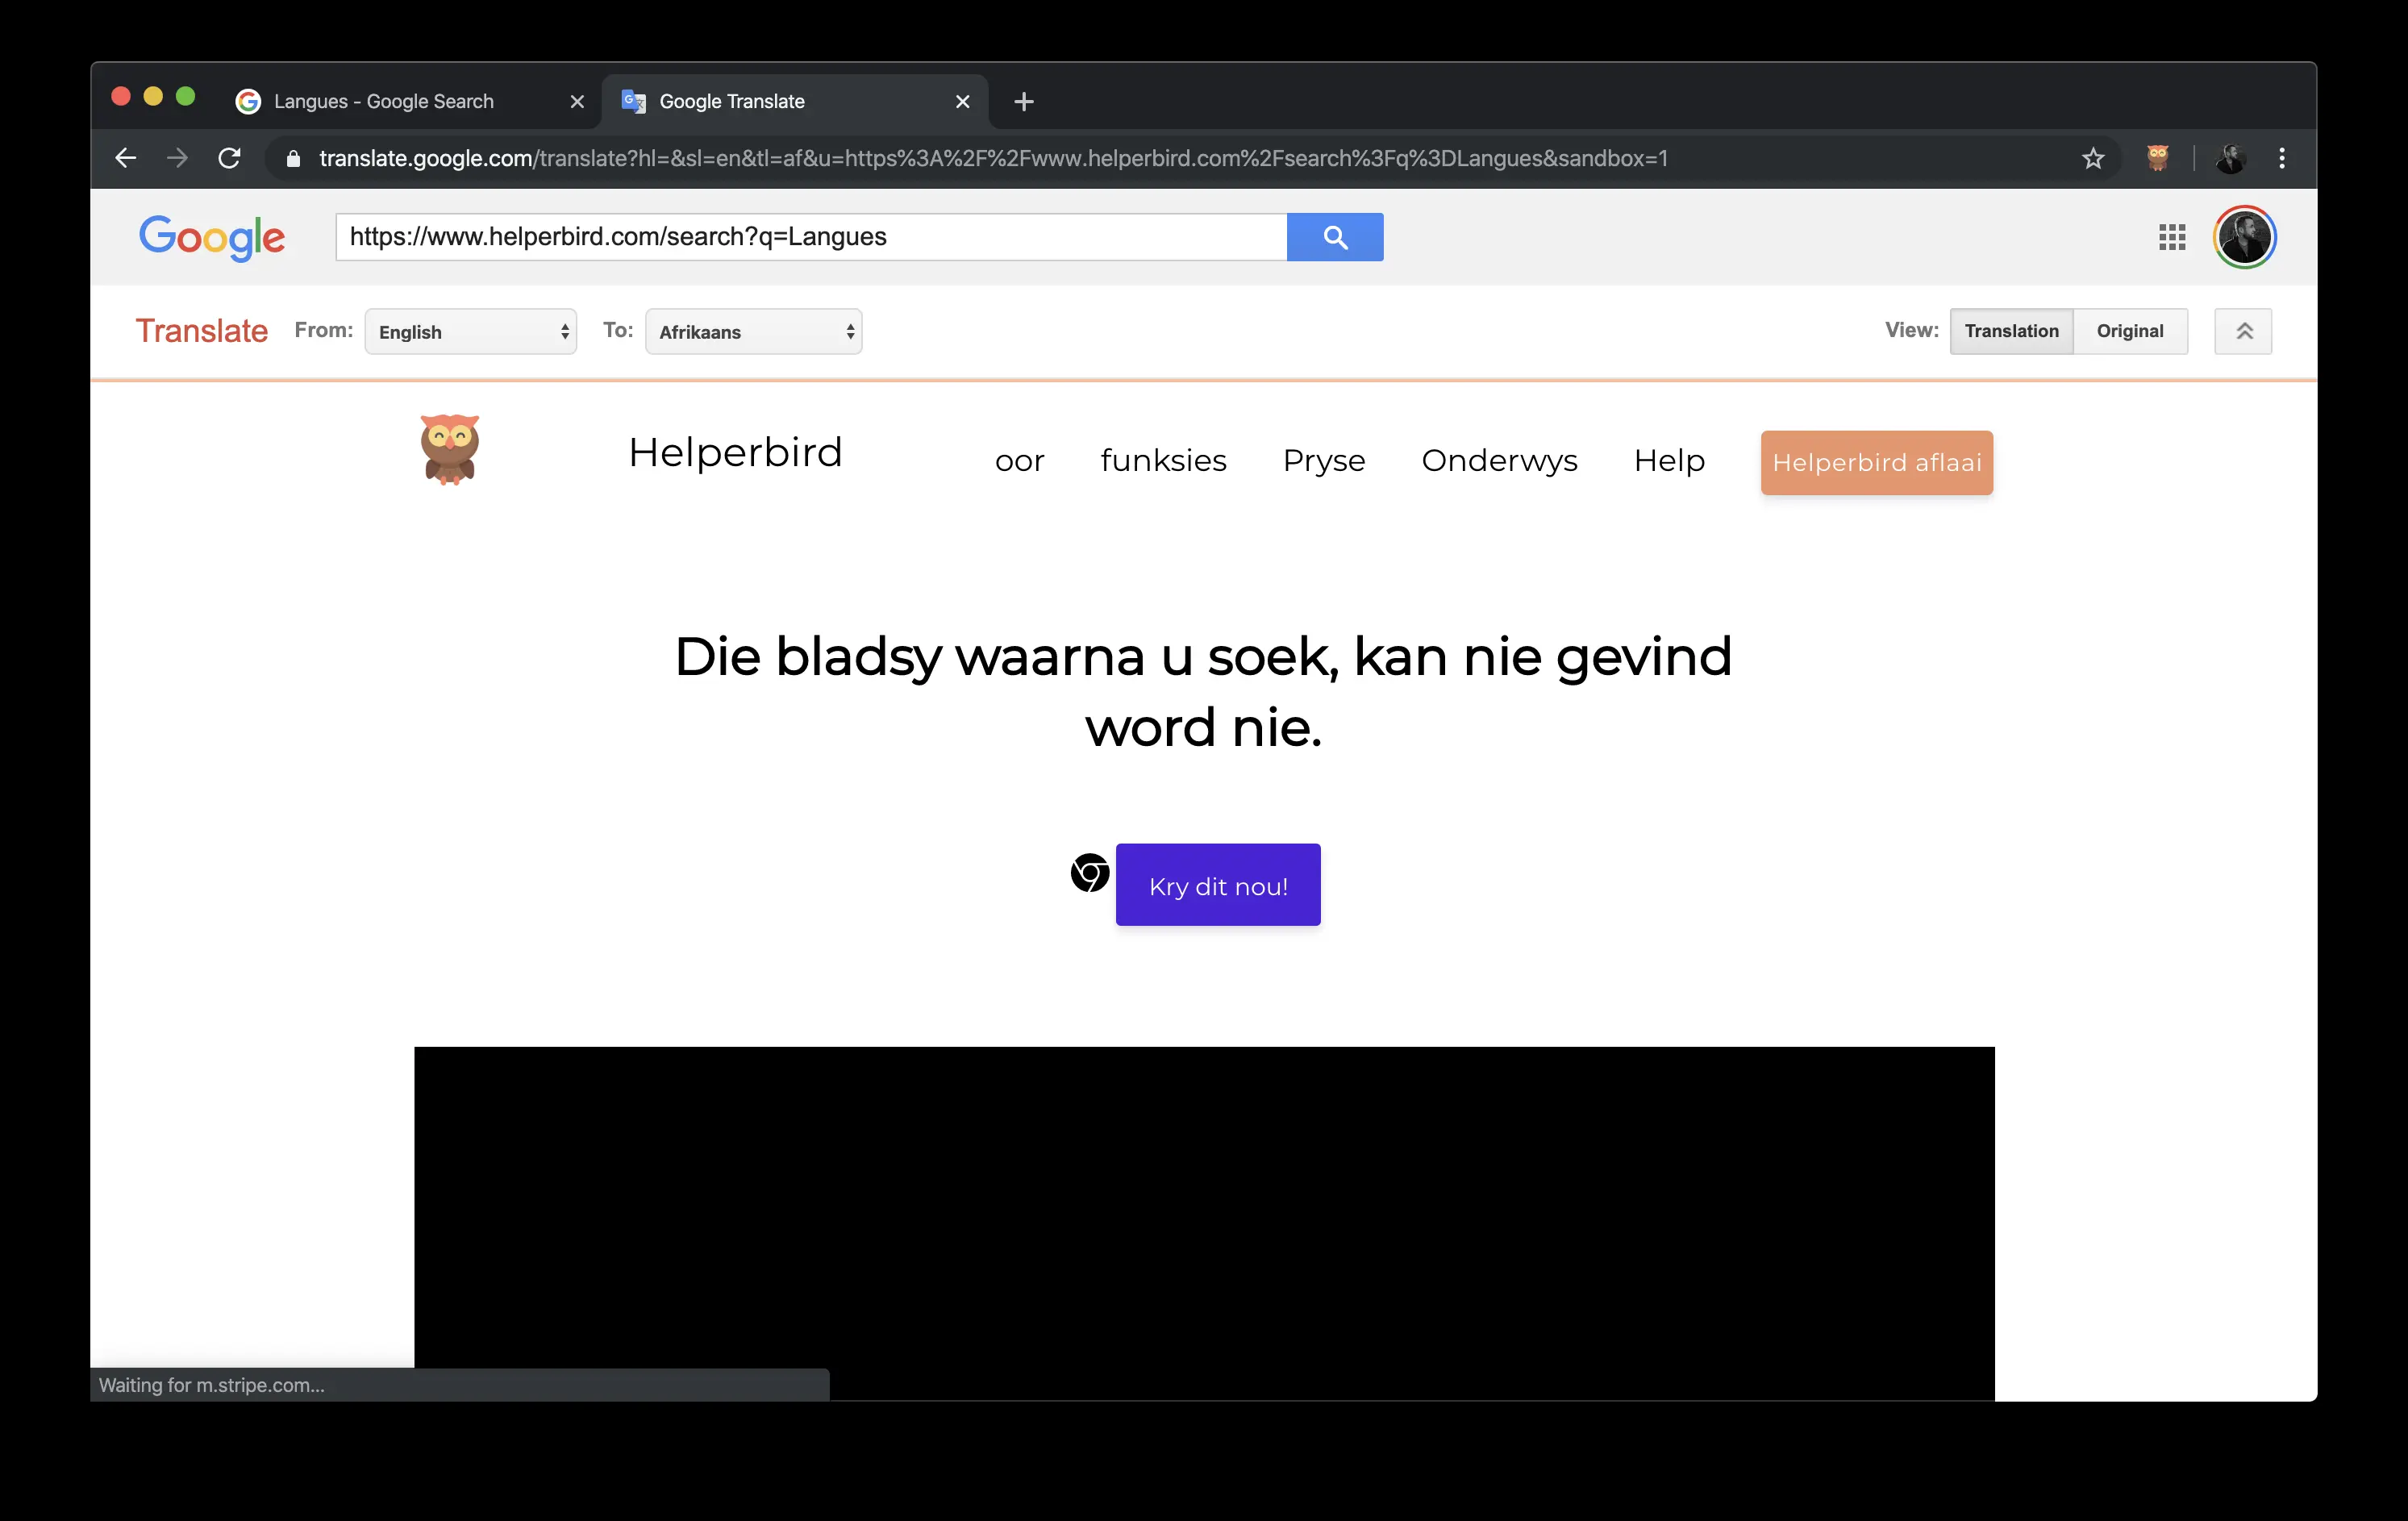 Langues - Google Search
Google Translate
translate.google.com/translate?hl=&sl=en&tl=af&u=https%3A%2F%2Fwww.helperbird.com%2Fsearch%3Fq%3DLangues&sandbox=1
Google
https://www.helperbird.com/search?q=Langues
Translate From: English To: Afrikaans View: Translation Original
Helperbird oor funksies Pryse Onderwys Help Helperbird aflaai
Die bladsy waarna u soek, kan nie gevind
word nie.
Kry dit nou!
Waiting for m.stripe.com...